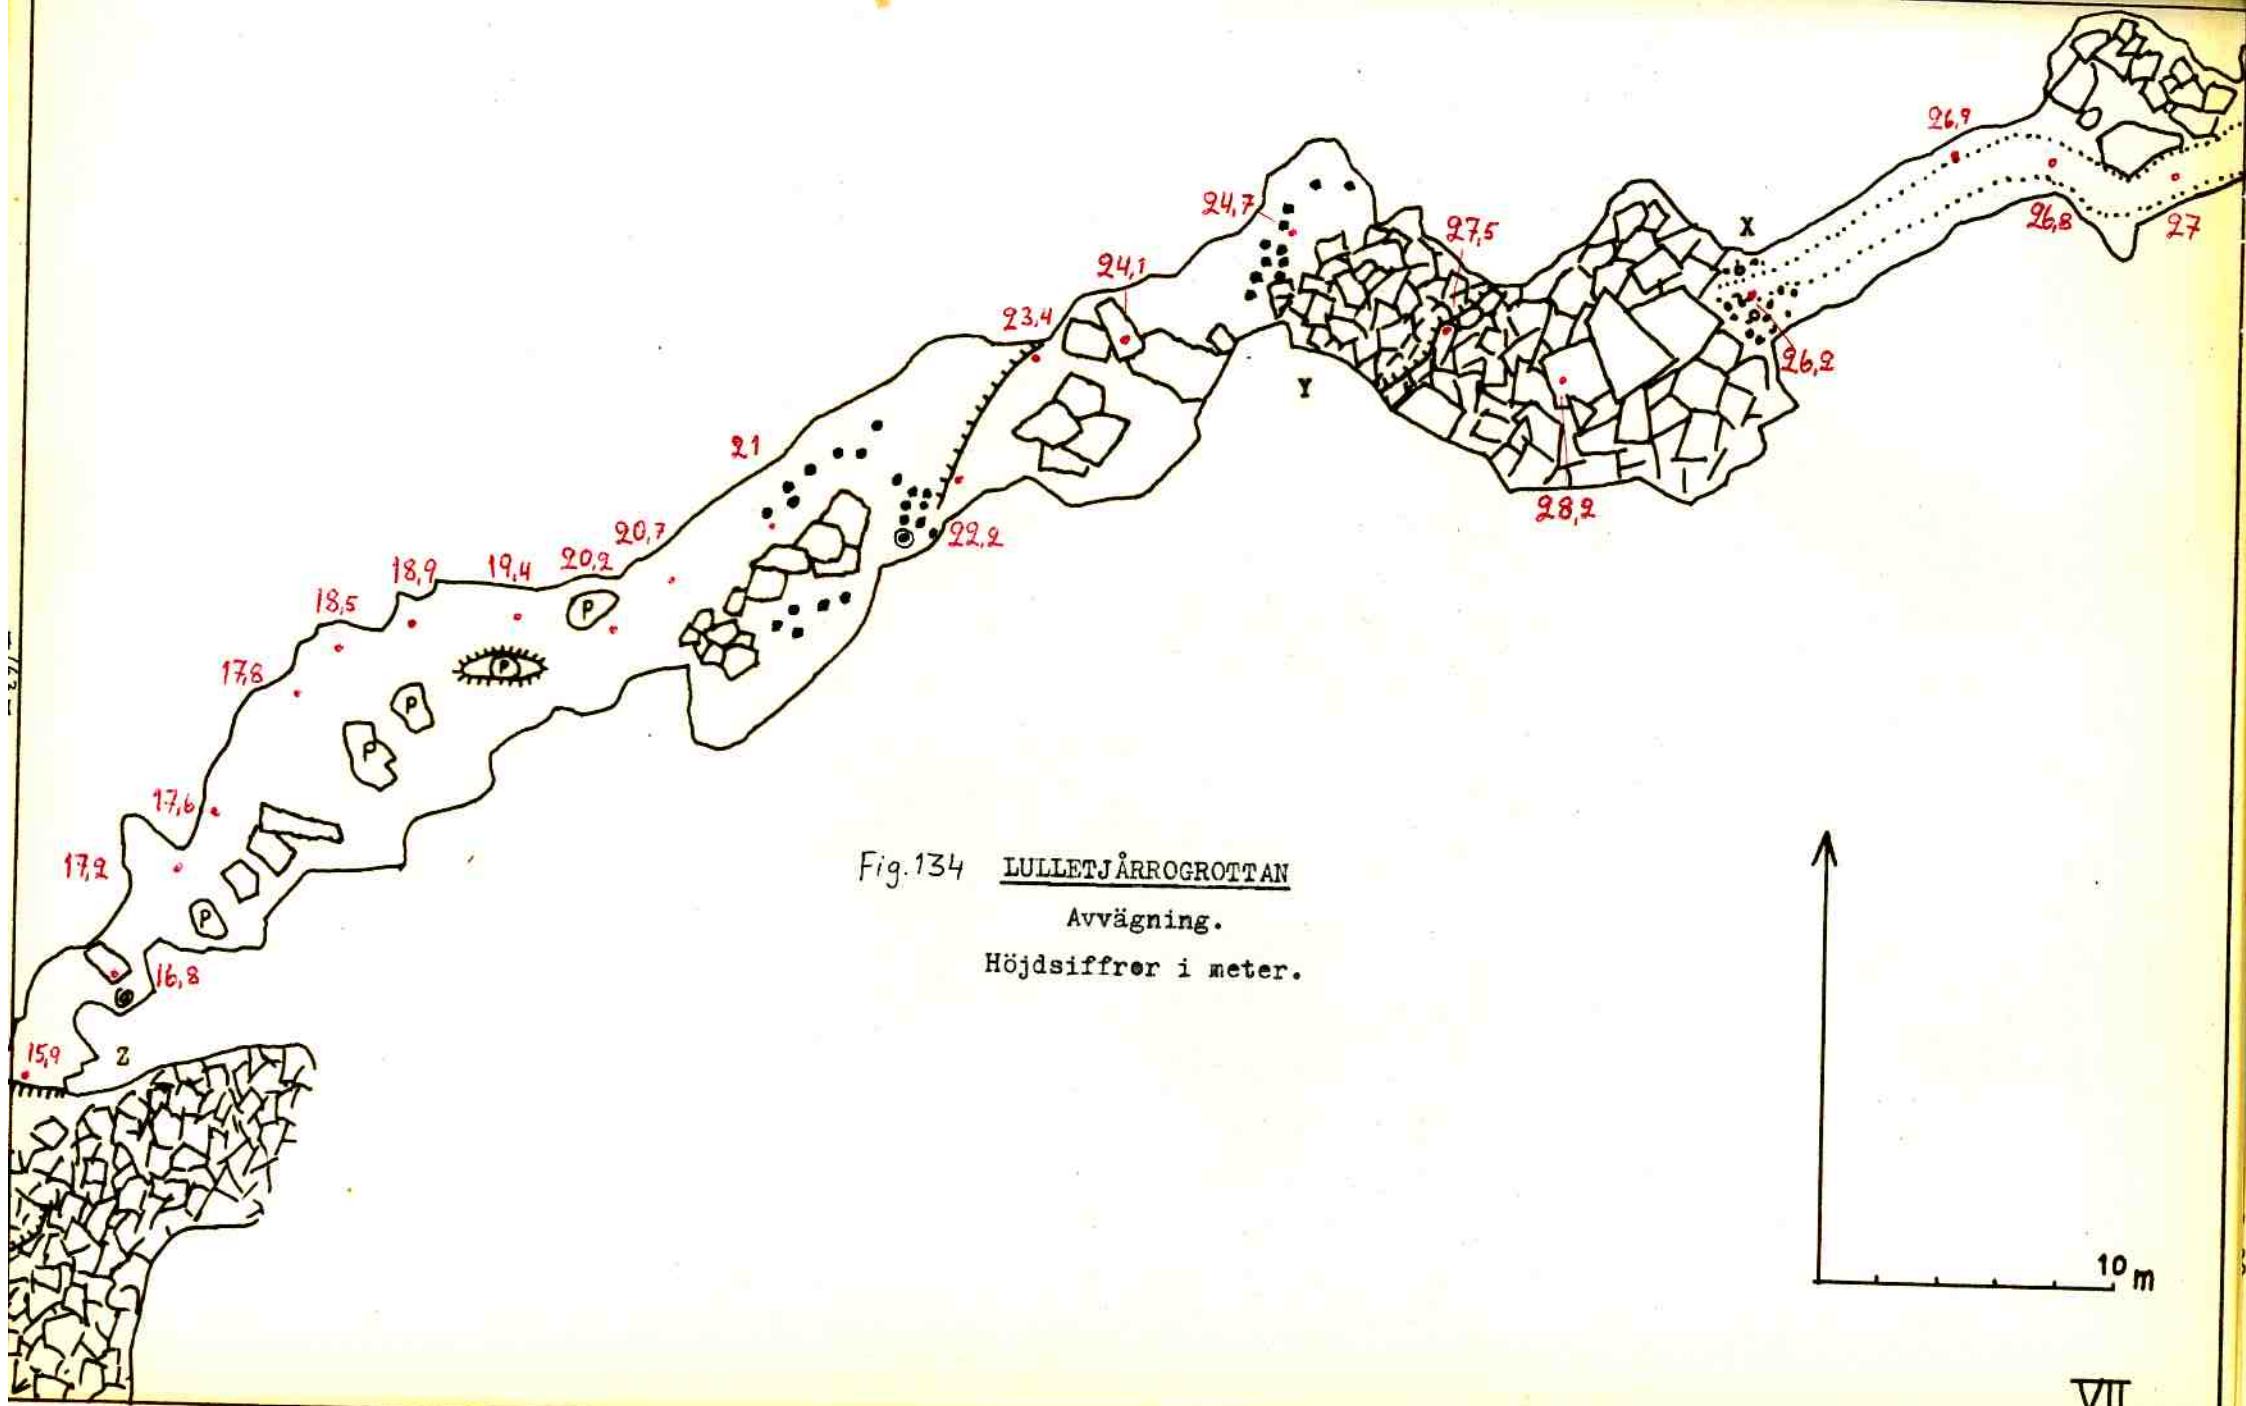 26,9
24,7
27,5
X
26,8
27
24,1
23,4
26,2
Y
21
28,2
20,7
22,2
18,9
19,4
20,2
18,5
P
P
17,8
P
P
17,6
17,2
P
16,8
15,9
Z
Fig.134 LULLETJÅRROGROTTAN
Avvägning.
Höjdsiffror i meter.
10 m
VII